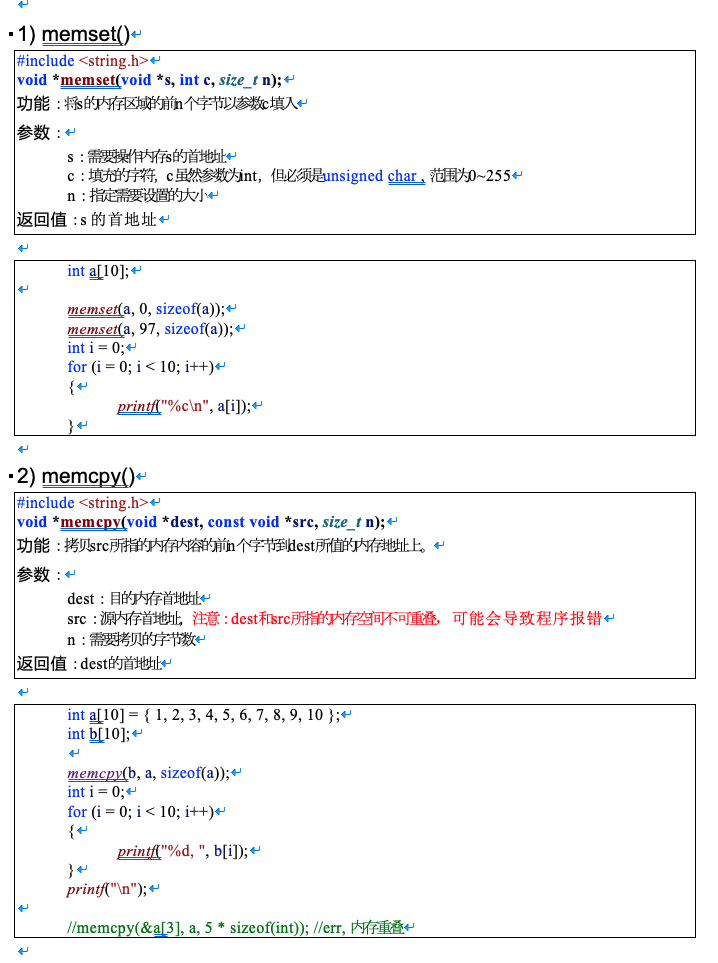 1) memset()
#include <string.h>
void *memset(void *s, int c, size_t n);
功能：将s的内存区域的前n个字节以参数c填入
参数：
s：需要操作内存s的首地址
c：填充的字符，c虽然参数为int，但必须是unsigned char , 范围为0~255
n：指定需要设置的大小
返回值：s的首地址
int a[10];
memset(a, 0, sizeof(a));
memset(a, 97, sizeof(a));
int i = 0;
for (i = 0; i < 10; i++)
{
printf("%c\n", a[i]);
}
2) memcpy()
#include <string.h>
void *memcpy(void *dest, const void *src, size_t n);
功能：拷贝src所指的内存内容的前n个字节到dest所值的内存地址上。
参数：
dest：目的内存首地址
src：源内存首地址，注意：dest和src所指的内存空间不可重叠，可能会导致程序报错
n：需要拷贝的字节数
返回值：dest的首地址
int a[10] = { 1, 2, 3, 4, 5, 6, 7, 8, 9, 10 };
int b[10];
memcpy(b, a, sizeof(a));
int i = 0;
for (i = 0; i < 10; i++)
{
printf("%d, ", b[i]);
}
printf("\n");
//memcpy(&a[3], a, 5 * sizeof(int)); //err, 内存重叠